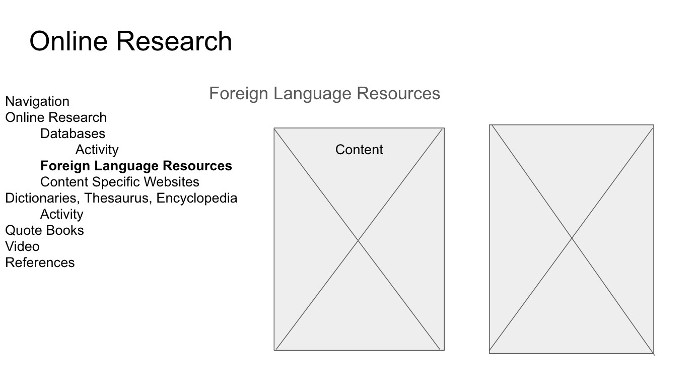 Online Research
Foreign Language Resources
Navigation
Online Research
Databases
Activity
Foreign Language Resources
Content Specific Websites
Dictionaries, Thesaurus, Encyclopedia
Activity
Quote Books
Video
References
Content